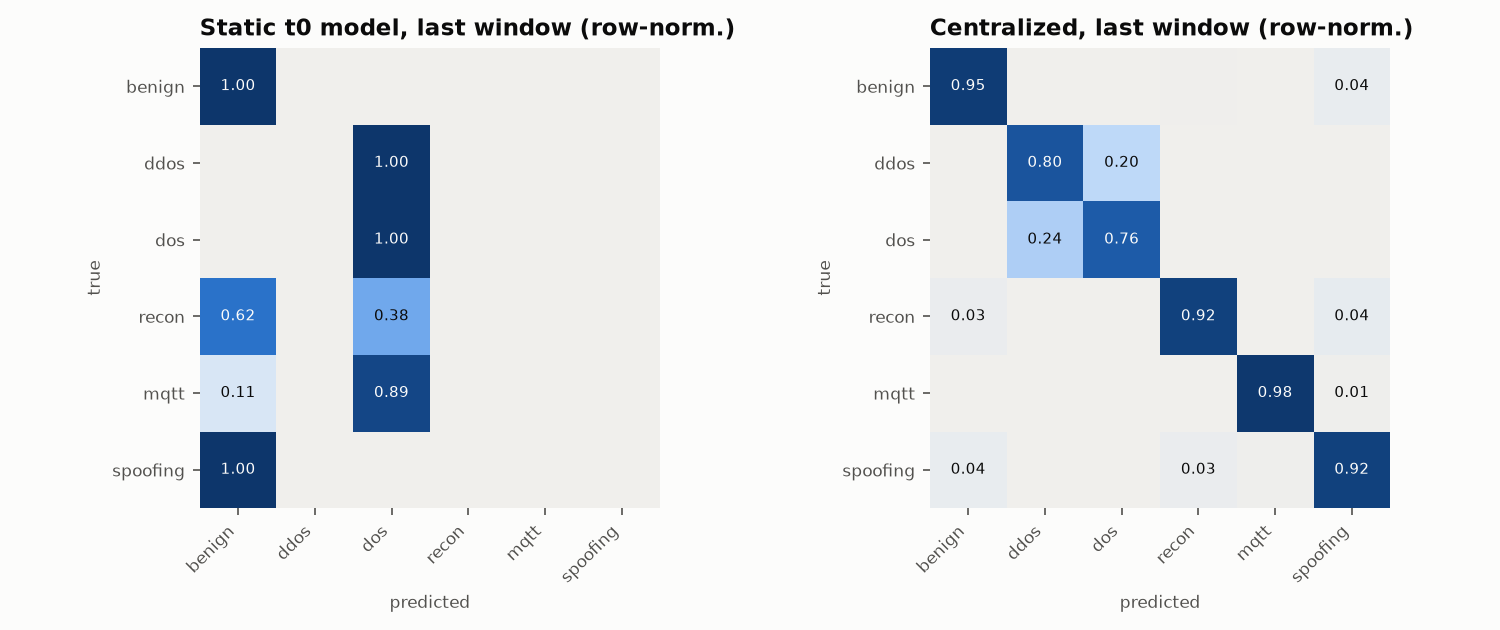 Static t0 model, last window (row-norm.)
benign 1.00
ddos 1.00
dos 1.00
recon 0.62 0.38
mqtt 0.11 0.89
spoofing 1.00
true
benign ddos dos recon mqtt spoofing
predicted
Centralized, last window (row-norm.)
benign 0.95 0.04
ddos 0.80 0.20
dos 0.24 0.76
recon 0.03 0.92 0.04
mqtt 0.98 0.01
spoofing 0.04 0.03 0.92
true
benign ddos dos recon mqtt spoofing
predicted